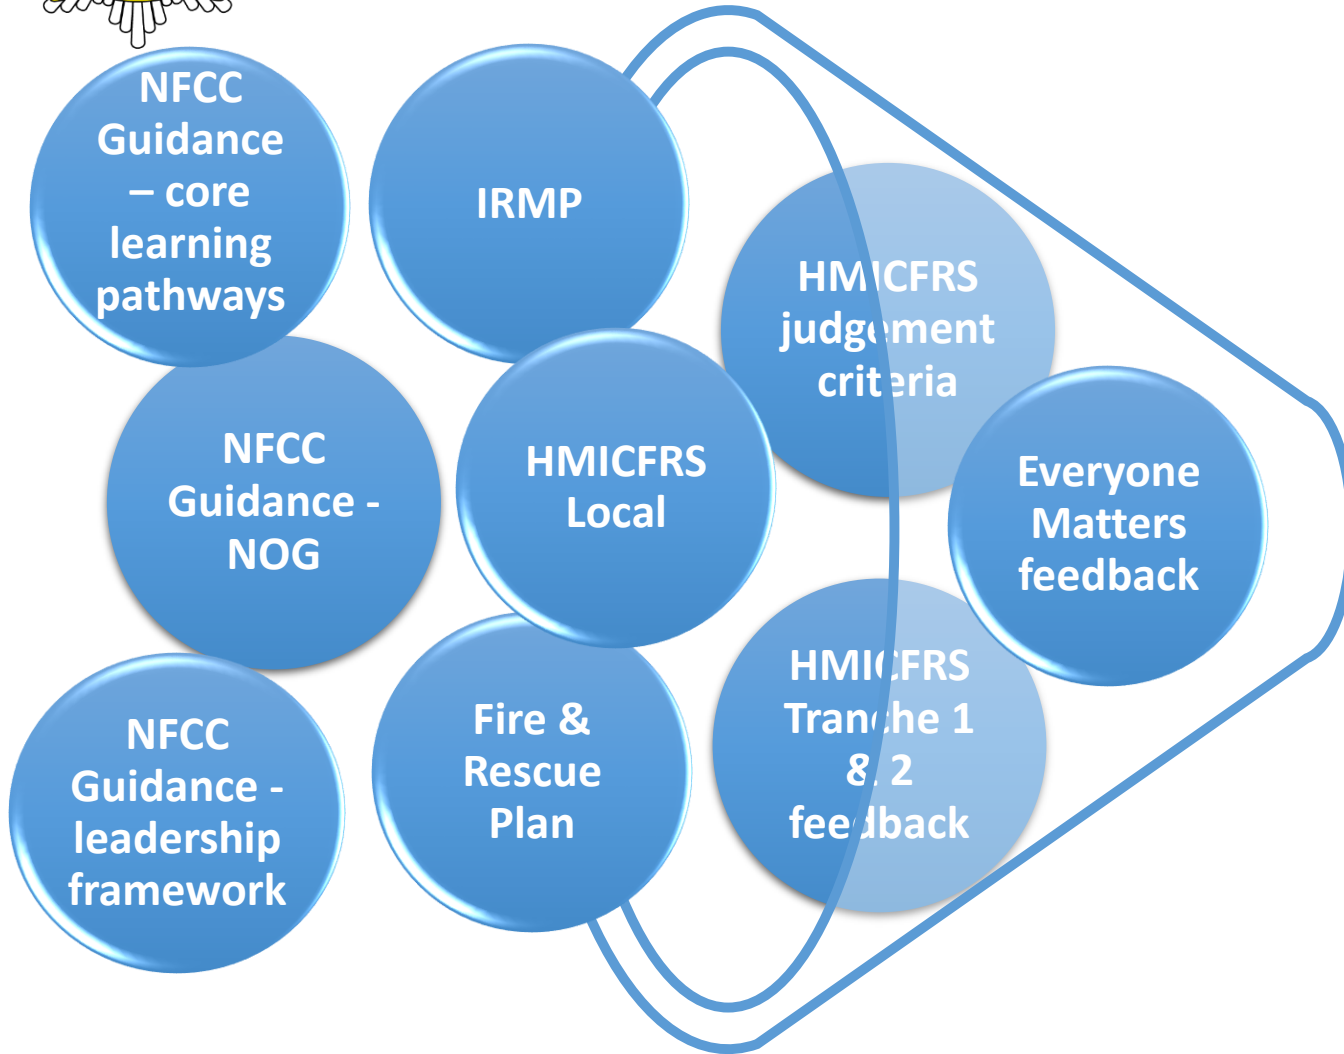 NFCC
Guidance
– core
learning
pathways
IRMP
HMICFRS
judgement
criteria
NFCC
Guidance -
NOG
HMICFRS
Local
Everyone
Matters
feedback
NFCC
Guidance -
leadership
framework
Fire &
Rescue
Plan
HMICFRS
Tranche 1
& 2
feedback